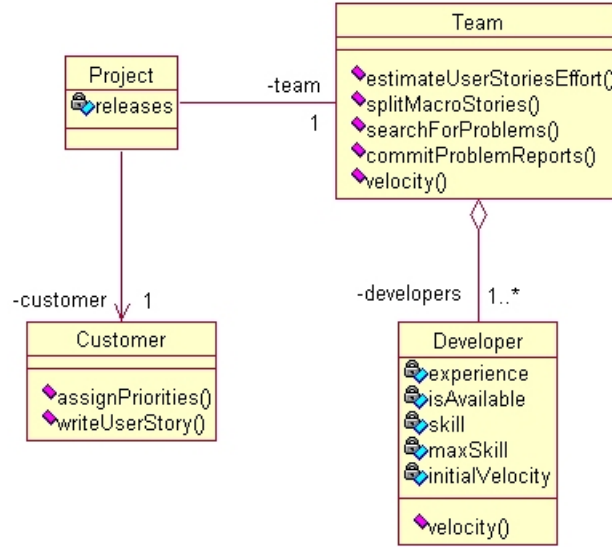 Team
estimateUserStoriesEffort()
splitMacroStories()
searchForProblems()
commitProblemReports()
velocity()
Project
releases
-team
1
-customer
1
Customer
assignPriorities()
writeUserStory()
-developers
1..*
Developer
experience
isAvailable
skill
maxSkill
initialVelocity
velocity()